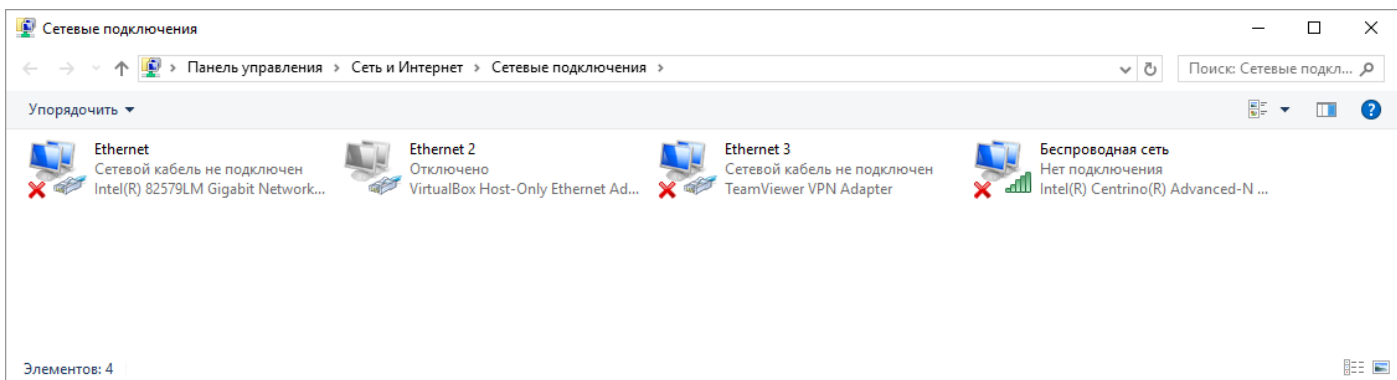 Сетевые подключения
Панель управления > Сеть и Интернет > Сетевые подключения >
Поиск: Сетевые подкл...
Упорядочить
Ethernet
Сетевой кабель не подключен
Intel(R) 82579LM Gigabit Network...
Ethernet 2
Отключено
VirtualBox Host-Only Ethernet Ad...
Ethernet 3
Сетевой кабель не подключен
TeamViewer VPN Adapter
Беспроводная сеть
Нет подключения
Intel(R) Centrino(R) Advanced-N ...
Элементов: 4